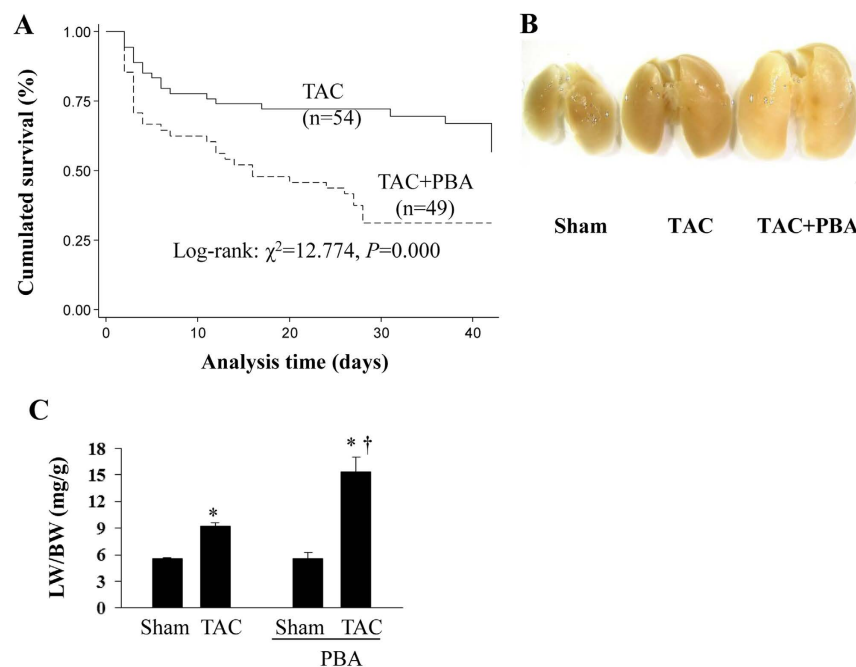 A
Cumulated survival (%)
1.00
0.75
0.50
0.25
0.00
TAC
(n=54)
TAC+PBA
(n=49)
Log-rank: χ²=12.774, P=0.000
0 10 20 30 40
Analysis time (days)
B
Sham TAC TAC+PBA
C
LW/BW (mg/g)
18
15
12
9
6
3
0
*
* †
Sham TAC Sham TAC
PBA